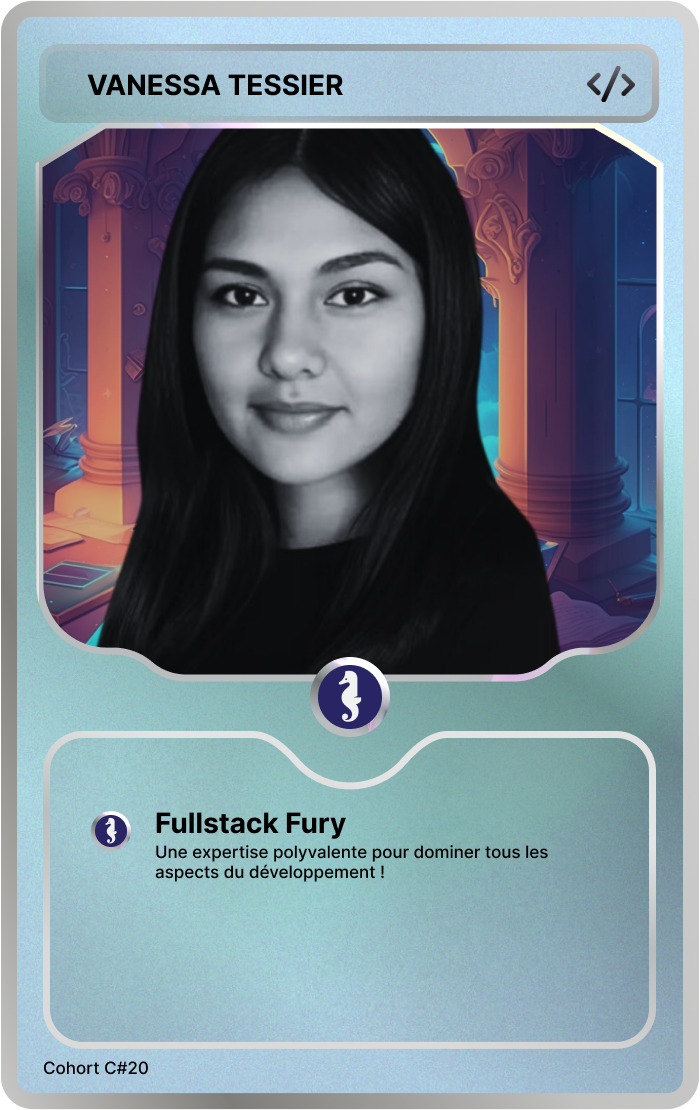 VANESSA TESSIER
</>
Fullstack Fury
Une expertise polyvalente pour dominer tous les
aspects du développement !
Cohort C#20